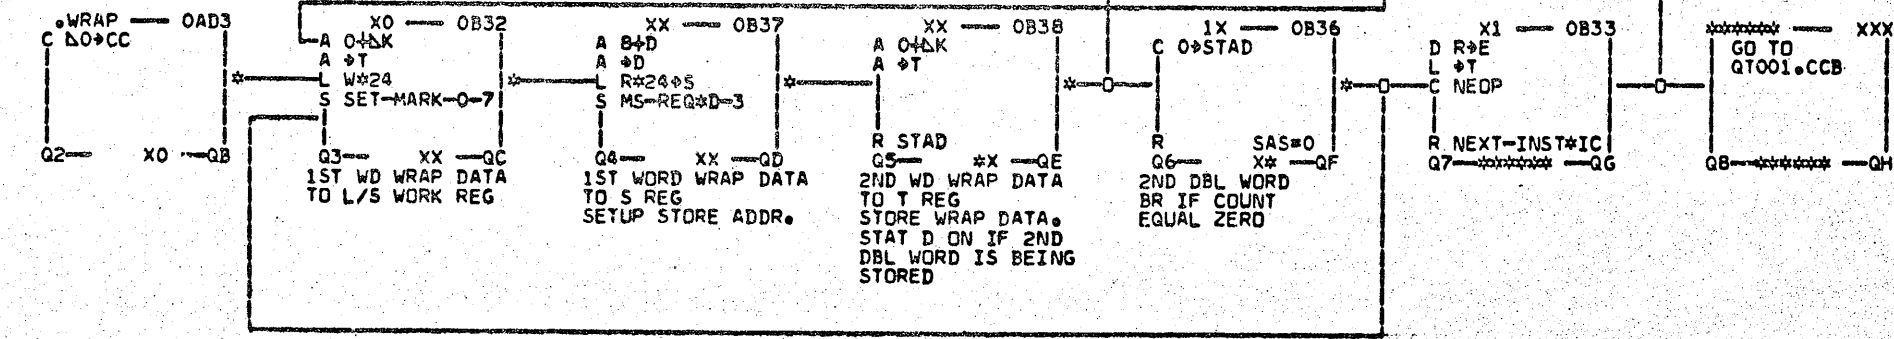 .WRAP — 0AD3
C Δ0→CC
Q2— X0 —QB
X0 — 0B32
A 0+ΔK
A →T
L W*24
S SET-MARK-0-7
Q3— XX —QC
1ST WD WRAP DATA
TO L/S WORK REG
XX — 0B37
A 8+D
A →D
L R*24→S
S MS-REQ*D-3
Q4— XX —QD
1ST WORD WRAP DATA
TO S REG
SETUP STORE ADDR.
XX — 0B38
A 0+ΔK
A →T
R STAD
Q5— *X —QE
2ND WD WRAP DATA
TO T REG
STORE WRAP DATA.
STAT D ON IF 2ND
DBL WORD IS BEING
STORED
1X — 0B36
C 0→STAD
R SAS=0
Q6— X* —QF
2ND DBL WORD
BR IF COUNT
EQUAL ZERO
X1 — 0B33
D R→E
L →T
C NEOP
R NEXT-INST*IC
Q7—******—QG
****** — XXX
GO TO
QT001.CCB
Q8—******—QH